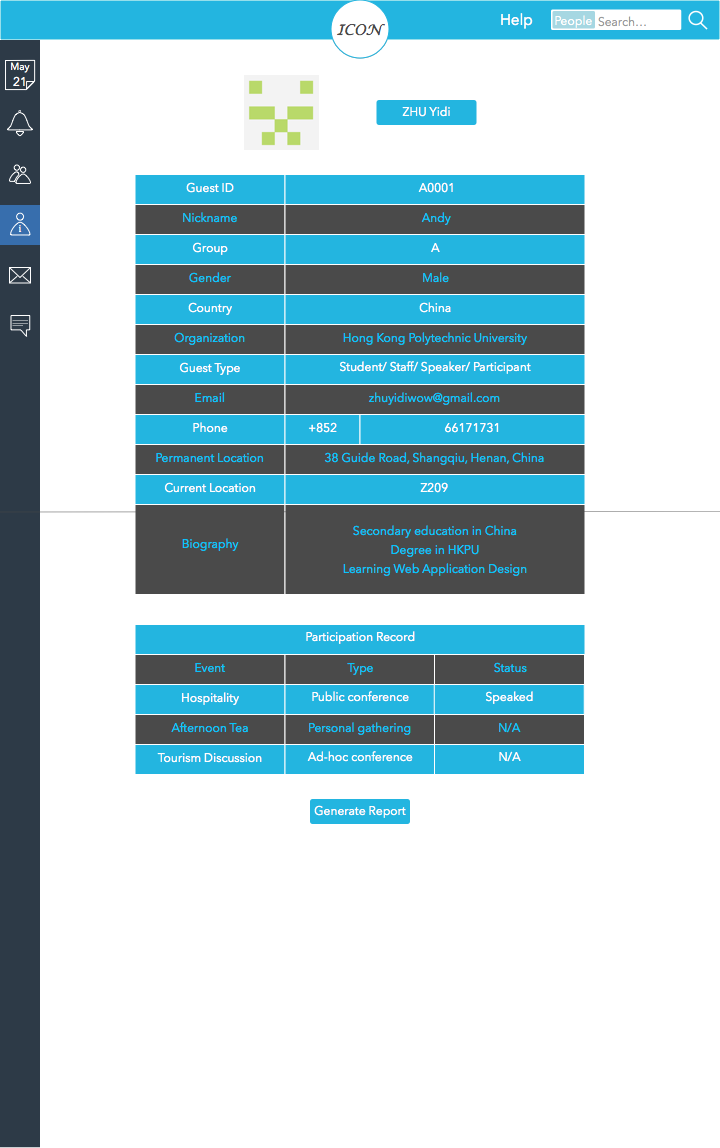 ICON
Help
People Search...
May
21
ZHU Yidi
Guest ID A0001
Nickname Andy
Group A
Gender Male
Country China
Organization Hong Kong Polytechnic University
Guest Type Student/ Staff/ Speaker/ Participant
Email zhuyidiwow@gmail.com
Phone +852 66171731
Permanent Location 38 Guide Road, Shangqiu, Henan, China
Current Location Z209
Biography
Secondary education in China
Degree in HKPU
Learning Web Application Design
Participation Record
Event Type Status
Hospitality Public conference Speaked
Afternoon Tea Personal gathering N/A
Tourism Discussion Ad-hoc conference N/A
Generate Report